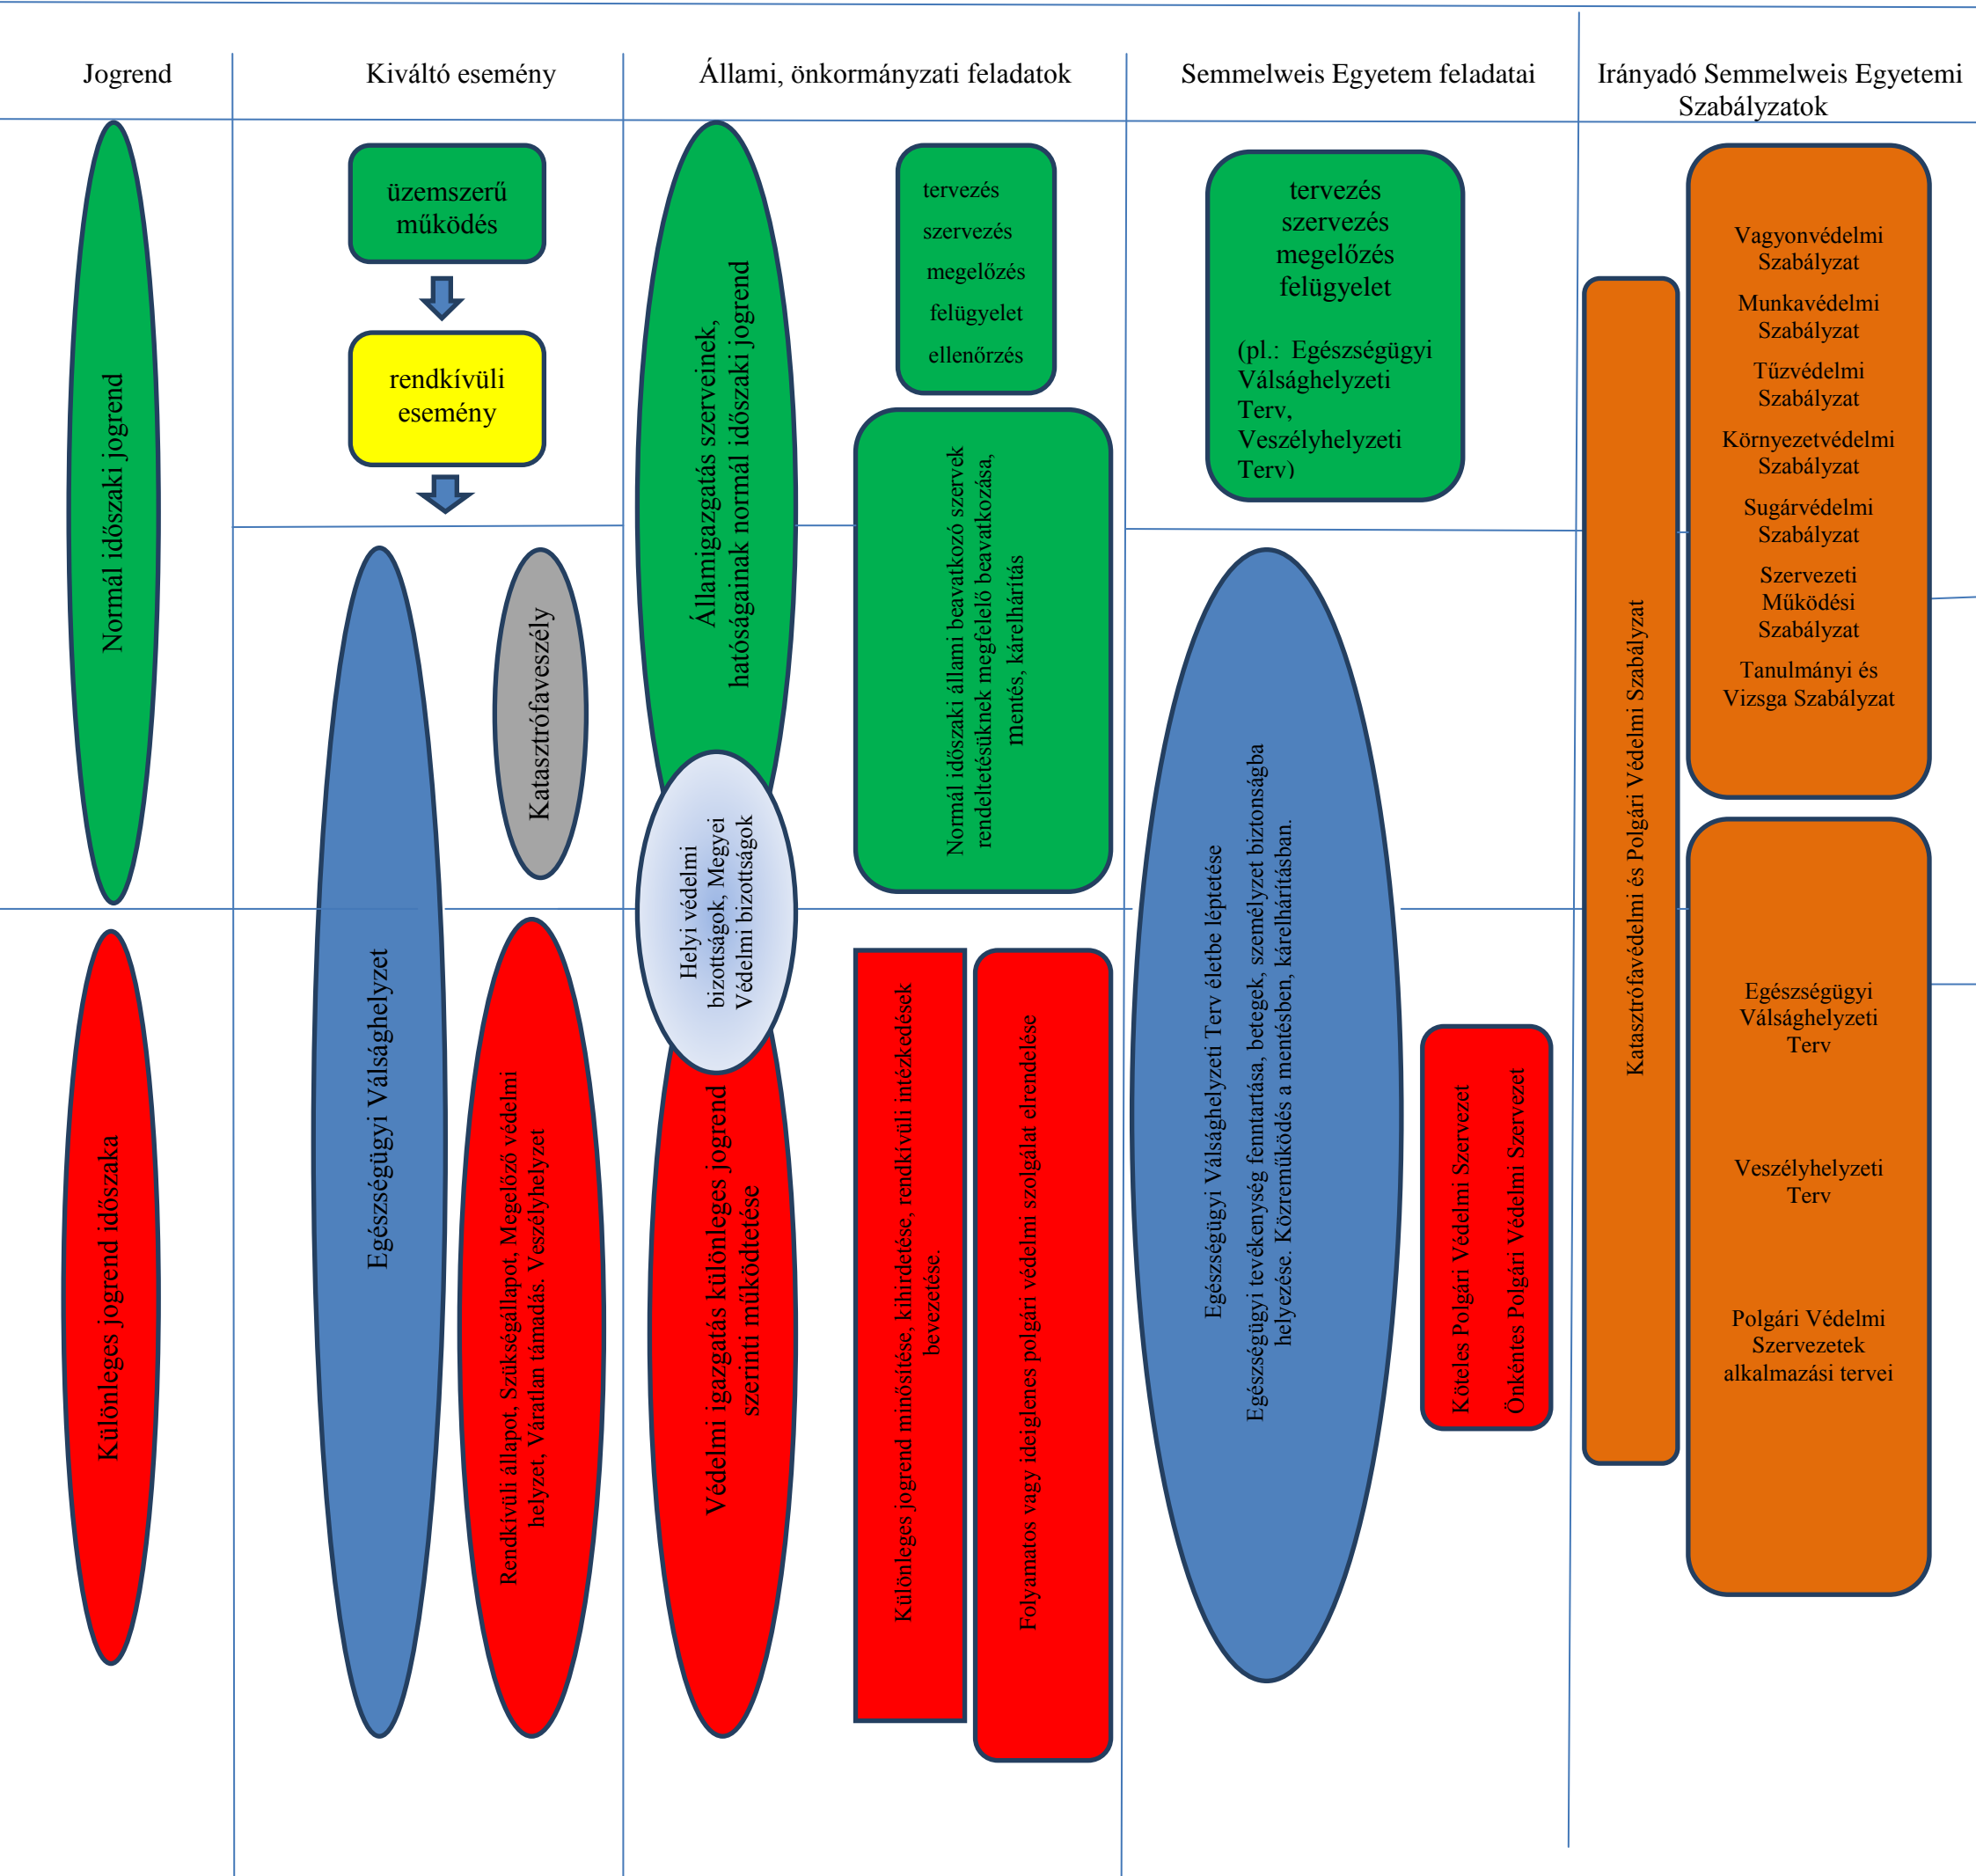 Jogrend
Kiváltó esemény
Állami, önkormányzati feladatok
Semmelweis Egyetem feladatai
Irányadó Semmelweis Egyetemi
Szabályzatok
Normál időszaki jogrend
Különleges jogrend időszaka
üzemszerű
működés
rendkívüli
esemény
Egészségügyi Válsághelyzet
Katasztrófaveszély
Rendkívüli állapot, Szükségállapot, Megelőző védelmi
helyzet, Váratlan támadás. Veszélyhelyzet
Államigazgatás szerveinek,
hatóságainak normál időszaki jogrend
Helyi védelmi
bizottságok, Megyei
Védelmi bizottságok
Védelmi igazgatás különleges jogrend
szerinti működtetése
tervezés
szervezés
megelőzés
felügyelet
ellenőrzés
Normál időszaki állami beavatkozó szervek
rendeltetésüknek megfelelő beavatkozása,
mentés, kárelhárítás
Különleges jogrend minősítése, kihirdetése, rendkívüli intézkedések
bevezetése.
Folyamatos vagy ideiglenes polgári védelmi szolgálat elrendelése
tervezés
szervezés
megelőzés
felügyelet
(pl.: Egészségügyi
Válsághelyzeti
Terv,
Veszélyhelyzeti
Terv)
Egészségügyi Válsághelyzeti Terv életbe léptetése
Egészségügyi tevékenység fenntartása, betegek, személyzet biztonságba
helyezése. Közreműködés a mentésben, kárelhárításban.
Köteles Polgári Védelmi Szervezet
Önkéntes Polgári Védelmi Szervezet
Katasztrófavédelmi és Polgári Védelmi Szabályzat
Vagyonvédelmi
Szabályzat
Munkavédelmi
Szabályzat
Tűzvédelmi
Szabályzat
Környezetvédelmi
Szabályzat
Sugárvédelmi
Szabályzat
Szervezeti
Működési
Szabályzat
Tanulmányi és
Vizsga Szabályzat
Egészségügyi
Válsághelyzeti
Terv
Veszélyhelyzeti
Terv
Polgári Védelmi
Szervezetek
alkalmazási tervei